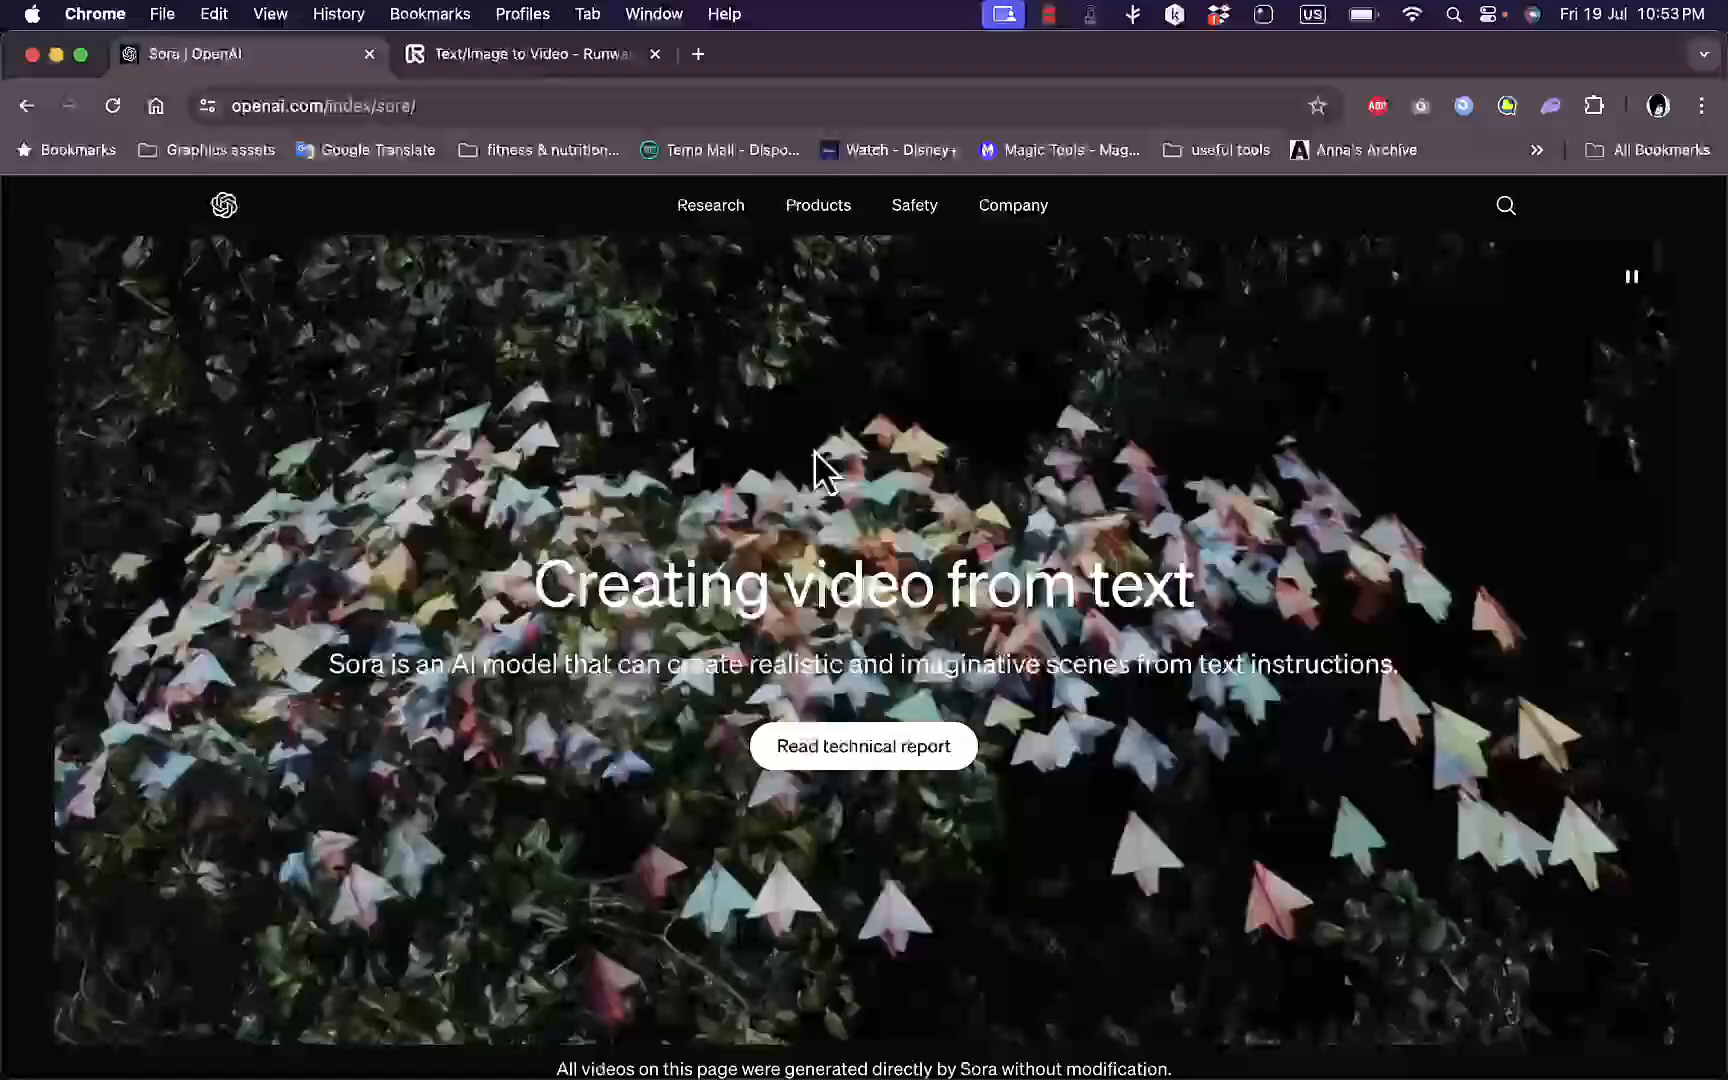 Chrome File Edit View History Bookmarks Profiles Tab Window Help US Fri 19 Jul 10:53 PM
Sora | OpenAI Text/Image to Video - Runwa
openai.com/index/sora/ ABP
Bookmarks Graphics assets Google Translate fitness & nutrition... Temp Mail - Dispo... Watch - Disney+ Magic Tools - Mag... useful tools Anna's Archive All Bookmarks
Research Products Safety Company
Creating video from text
Sora is an AI model that can create realistic and imaginative scenes from text instructions.
Read technical report
All videos on this page were generated directly by Sora without modification.